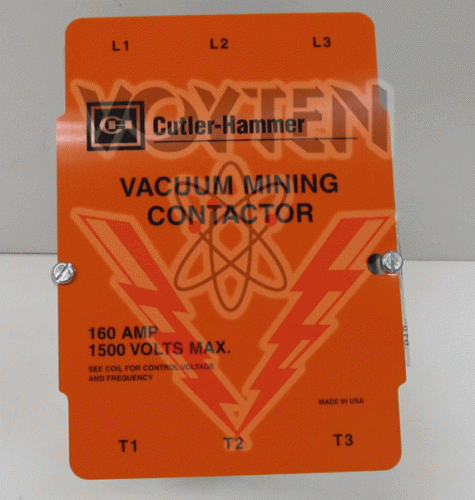 L1 L2 L3
VOYTEN
CH Cutler-Hammer
VACUUM MINING
CONTACTOR
160 AMP
1500 VOLTS MAX.
SEE COIL FOR CONTROL VOLTAGE
AND FREQUENCY
MADE IN USA
T1 T2 T3